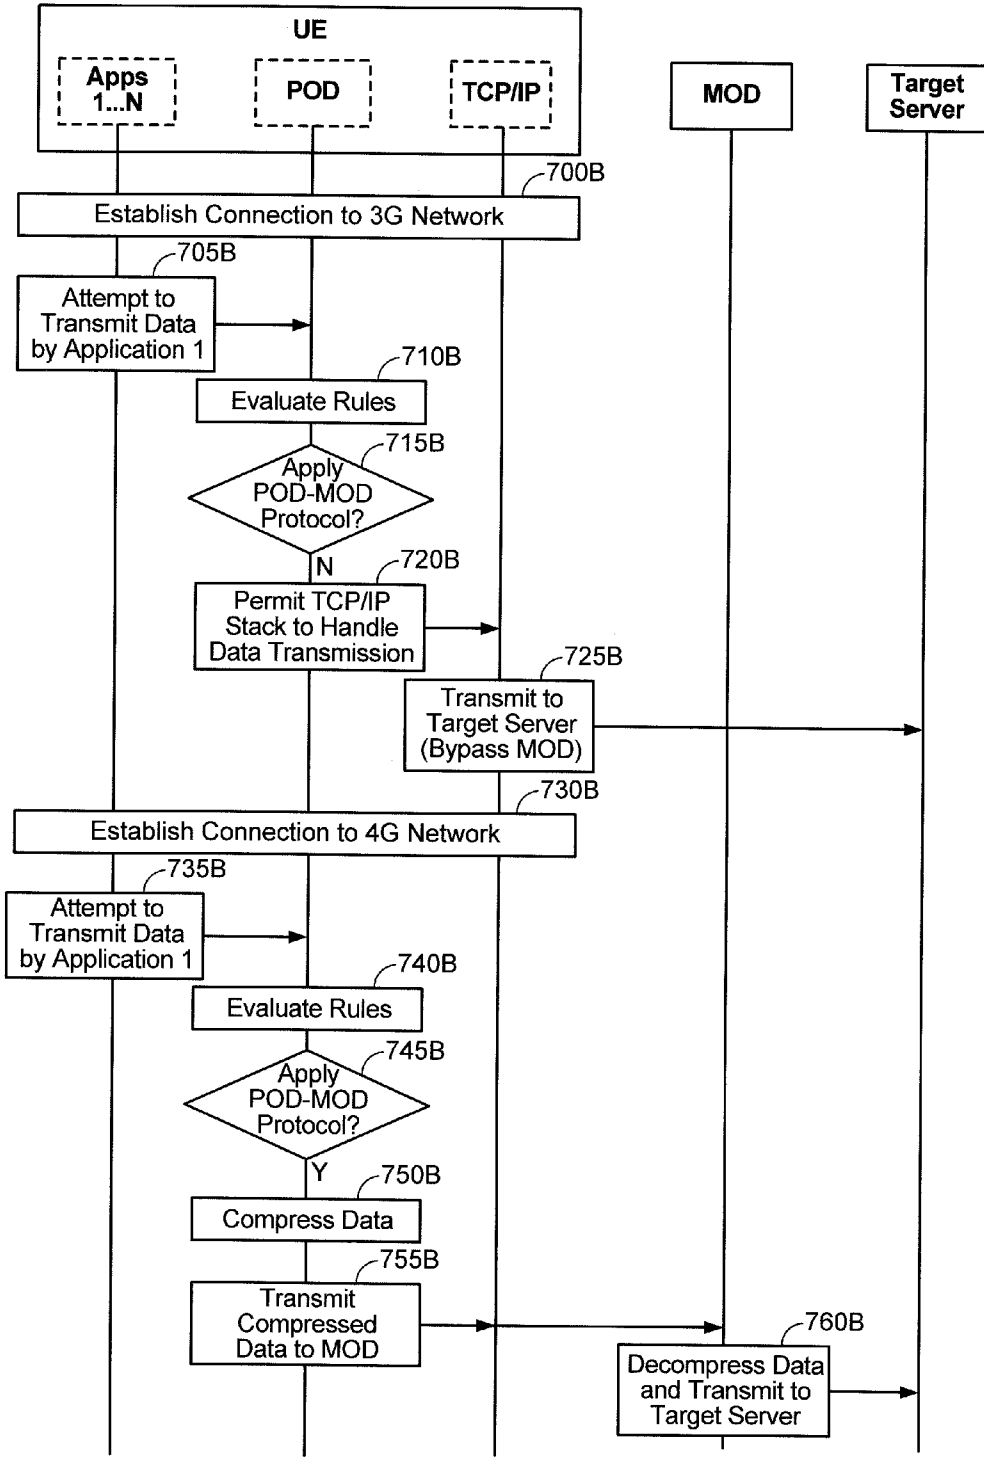 UE
Apps
1...N
POD
TCP/IP
MOD
Target
Server
700B
Establish Connection to 3G Network
705B
Attempt to
Transmit Data
by Application 1
710B
Evaluate Rules
715B
Apply
POD-MOD
Protocol?
N
720B
Permit TCP/IP
Stack to Handle
Data Transmission
725B
Transmit to
Target Server
(Bypass MOD)
730B
Establish Connection to 4G Network
735B
Attempt to
Transmit Data
by Application 1
740B
Evaluate Rules
745B
Apply
POD-MOD
Protocol?
Y
750B
Compress Data
755B
Transmit
Compressed
Data to MOD
760B
Decompress Data
and Transmit to
Target Server